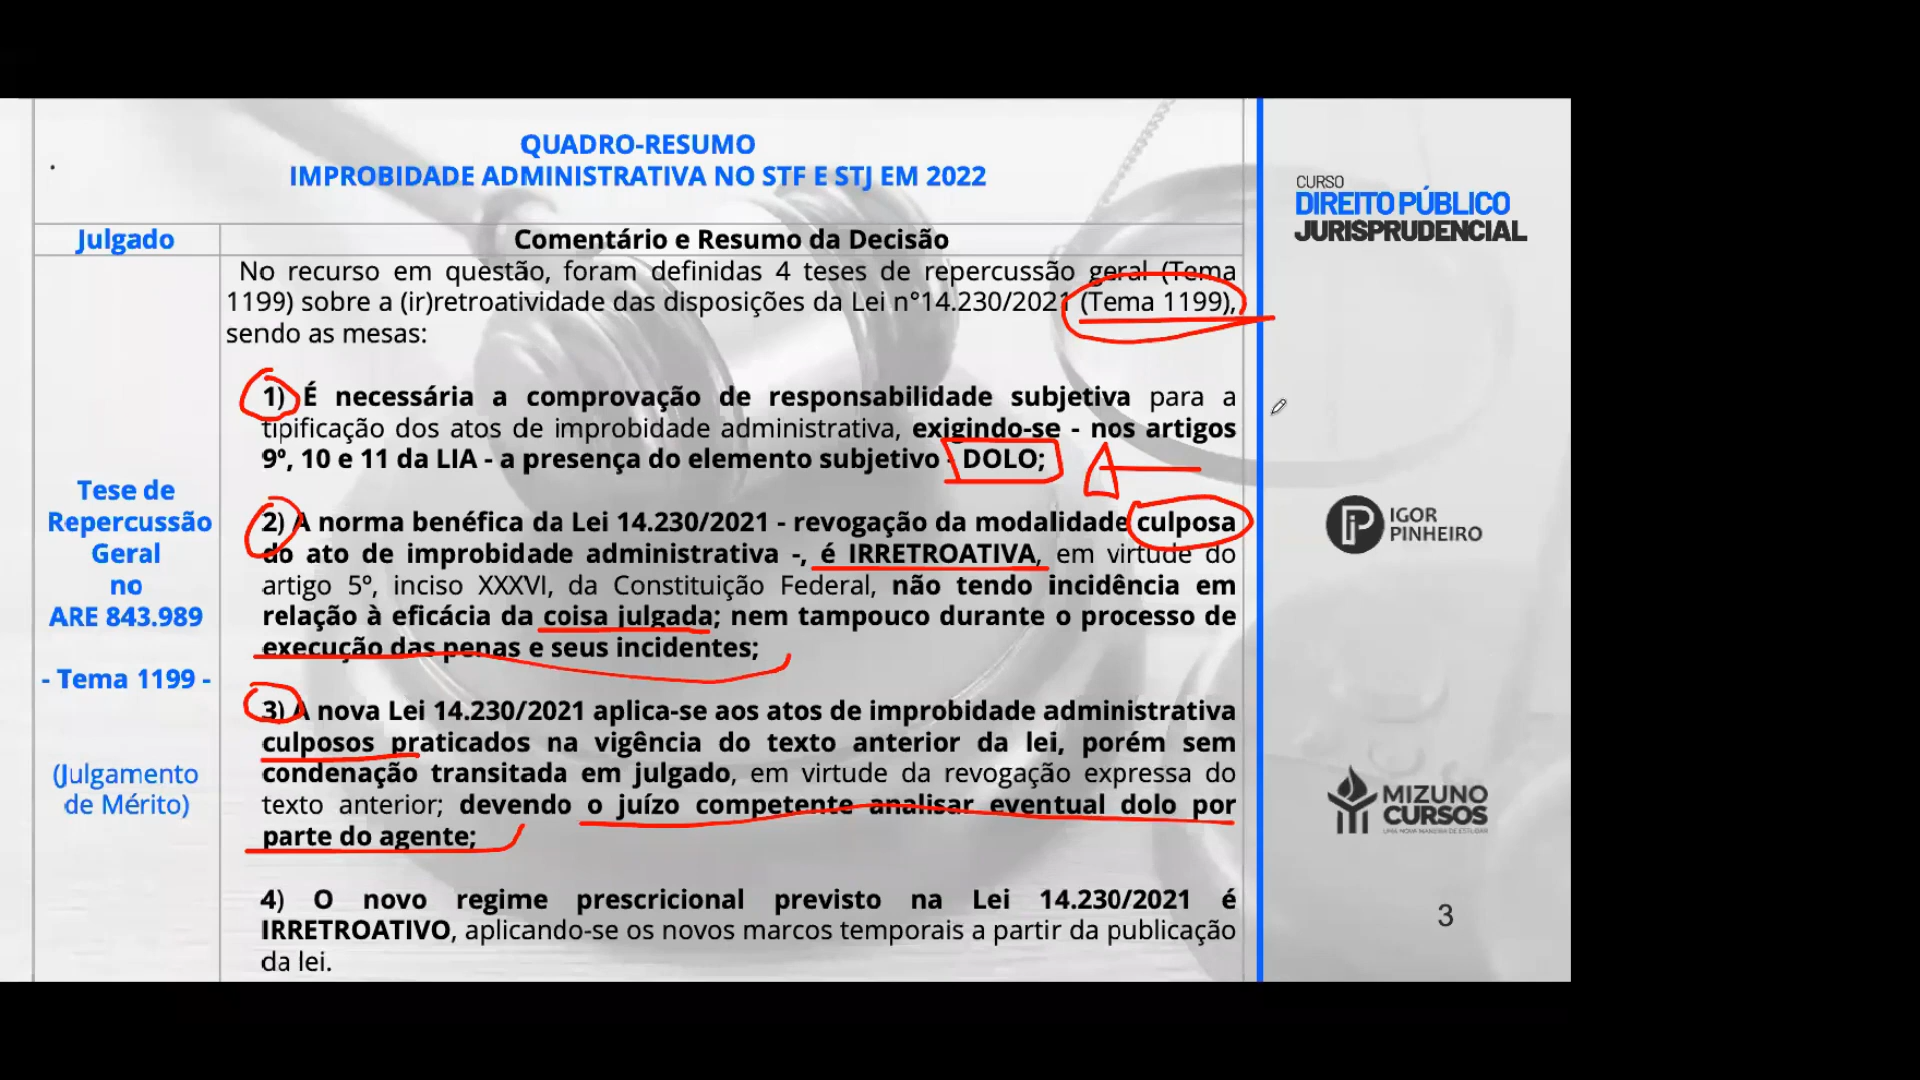 QUADRO-RESUMO
IMPROBIDADE ADMINISTRATIVA NO STF E STJ EM 2022
Julgado
Comentário e Resumo da Decisão
No recurso em questão, foram definidas 4 teses de repercussão geral (Tema
1199) sobre a (ir)retroatividade das disposições da Lei n°14.230/2021 (Tema 1199),
sendo as mesas:
1) É necessária a comprovação de responsabilidade subjetiva para a
tipificação dos atos de improbidade administrativa, exigindo-se - nos artigos
9º, 10 e 11 da LIA - a presença do elemento subjetivo - DOLO;
2) A norma benéfica da Lei 14.230/2021 - revogação da modalidade culposa
do ato de improbidade administrativa -, é IRRETROATIVA, em virtude do
artigo 5º, inciso XXXVI, da Constituição Federal, não tendo incidência em
relação à eficácia da coisa julgada; nem tampouco durante o processo de
execução das penas e seus incidentes;
3) A nova Lei 14.230/2021 aplica-se aos atos de improbidade administrativa
culposos praticados na vigência do texto anterior da lei, porém sem
condenação transitada em julgado, em virtude da revogação expressa do
texto anterior; devendo o juízo competente analisar eventual dolo por
parte do agente;
4) O novo regime prescricional previsto na Lei 14.230/2021 é
IRRETROATIVO, aplicando-se os novos marcos temporais a partir da publicação
da lei.
Tese de
Repercussão
Geral
no
ARE 843.989
- Tema 1199 -
(Julgamento
de Mérito)
CURSO
DIREITO PÚBLICO
JURISPRUDENCIAL
IGOR
PINHEIRO
MIZUNO
CURSOS
UMA NOVA MANEIRA DE ESTUDAR
3